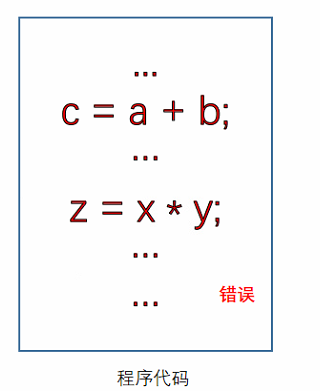 ...
c = a + b;
...
z = x * y;
...
...
错误
程序代码